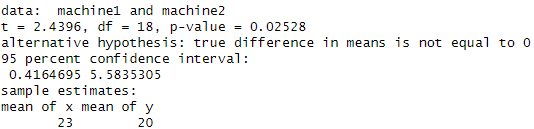 data:  machine1 and machine2
t = 2.4396, df = 18, p-value = 0.02528
alternative hypothesis: true difference in means is not equal to 0
95 percent confidence interval:
 0.4164695 5.5835305
sample estimates:
mean of x mean of y
       23        20